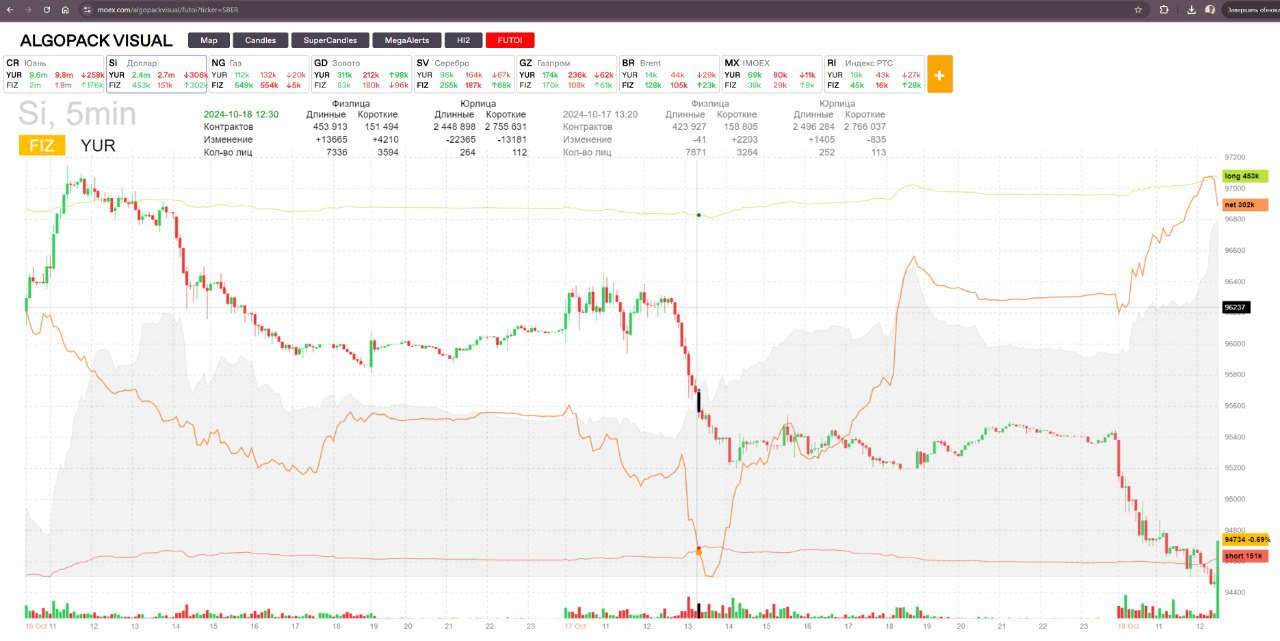 moex.com/algopackvisual/futoi?ticker=SBER
ALGOPACK VISUAL Map Candles SuperCandles MegaAlerts HI2 FUTOI
CR Юань Si Доллар NG Газ GD Золото SV Серебро GZ Газпром BR Brent MX IMOEX RI Индекс РТС
YUR 9.6m 9.8m ↓258k YUR 2.4m 2.7m ↓306k YUR 112k 132k ↓20k YUR 311k 212k ↑98k YUR 96k 164k ↓67k YUR 174k 236k ↓62k YUR 14k 44k ↓29k YUR 69k 80k ↓11k YUR 16k 43k ↓27k
FIZ 2m 1.8m ↑176k FIZ 453k 151k ↑302k FIZ 549k 554k ↓5k FIZ 83k 180k ↓96k FIZ 255k 187k ↑68k FIZ 170k 108k ↑61k FIZ 128k 105k ↑23k FIZ 38k 29k ↑9k FIZ 45k 16k ↑28k
+
Si, 5min
FIZ YUR
Физлица Юрлица Физлица Юрлица
2024-10-18 12:30 Длинные Короткие Длинные Короткие 2024-10-17 13:20 Длинные Короткие Длинные Короткие
Контрактов 453 913 151 494 2 448 898 2 755 631 Контрактов 423 927 158 805 2 496 284 2 766 037
Изменение +13665 +4210 -22365 -13181 Изменение -41 +2203 +1405 -835
Кол-во лиц 7336 3594 264 112 Кол-во лиц 7871 3264 252 113
97200
long 453k
97000
net 302k
96800
96600
96400
96237
96000
95800
95600
95400
95200
95000
94800
94734 -0.69%
short 151k
94400
16 Oct 11 12 13 14 15 16 17 18 19 20 21 22 23 17 Oct 11 12 13 14 15 16 17 18 19 20 21 22 23 18 Oct 11 12